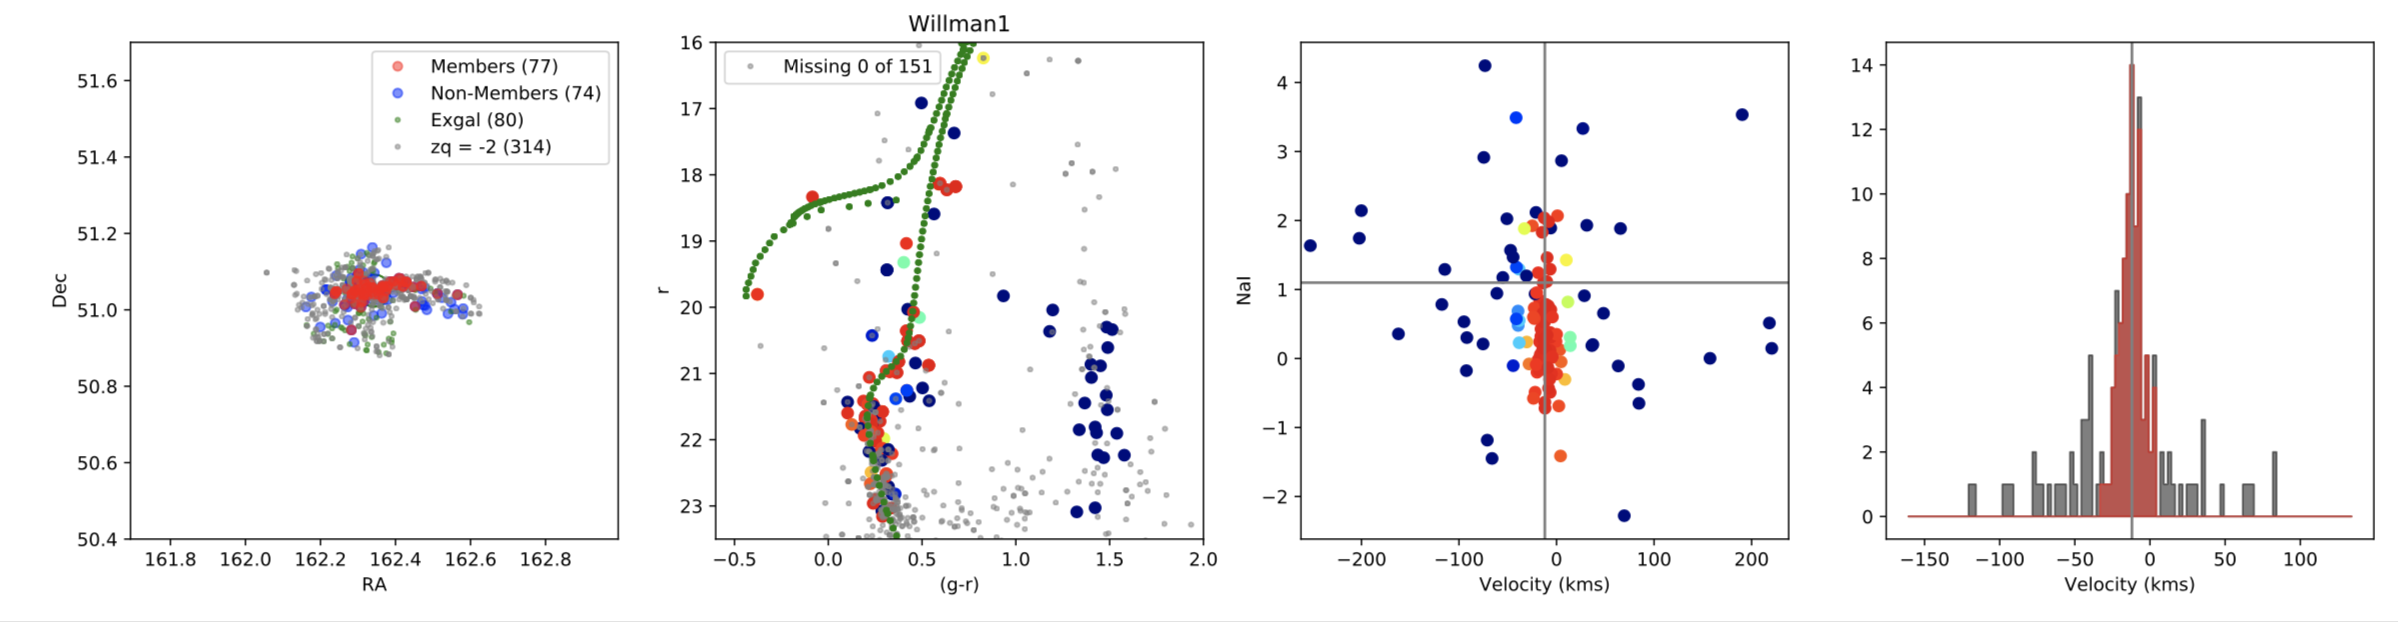 Willman1
51.6
51.4
51.2
51.0
50.8
50.6
50.4
Dec
161.8 162.0 162.2 162.4 162.6 162.8
RA
Members (77)
Non-Members (74)
Exgal (80)
zq = -2 (314)
16
17
18
19
20
21
22
23
r
−0.5 0.0 0.5 1.0 1.5 2.0
(g-r)
Missing 0 of 151
4
3
2
1
0
−1
−2
NaI
−200 −100 0 100 200
Velocity (kms)
14
12
10
8
6
4
2
0
−150 −100 −50 0 50 100
Velocity (kms)